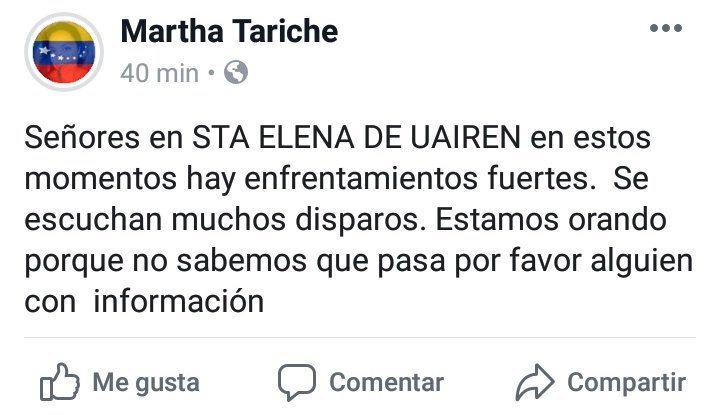 Martha Tariche
40 min •
Señores en STA ELENA DE UAIREN en estos
momentos hay enfrentamientos fuertes.  Se
escuchan muchos disparos. Estamos orando
porque no sabemos que pasa por favor alguien
con  información
Me gusta
Comentar
Compartir